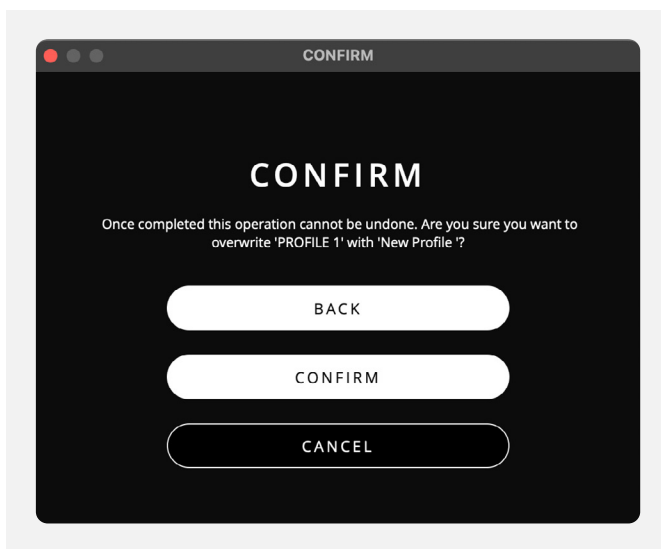 CONFIRM
CONFIRM
Once completed this operation cannot be undone. Are you sure you want to
overwrite 'PROFILE 1' with 'New Profile '?
BACK
CONFIRM
CANCEL